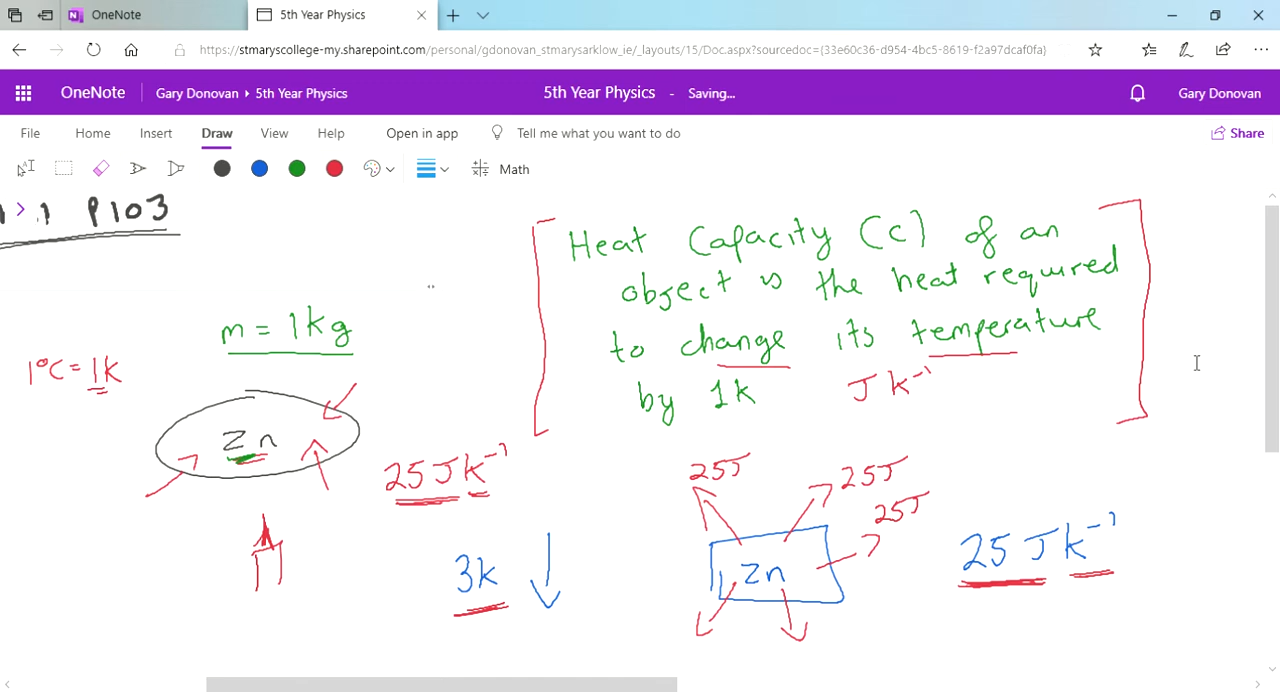 OneNote
5th Year Physics
https://stmaryscollege-my.sharepoint.com/personal/gdonovan_stmarysarklow_ie/_layouts/15/Doc.aspx?sourcedoc={33e60c36-d954-4bc5-8619-f2a97dcaf0fa}
OneNote
Gary Donovan › 5th Year Physics
5th Year Physics - Saving...
Gary Donovan
File Home Insert Draw View Help Open in app Tell me what you want to do Share
Math
P103
Heat Capacity (C) of an
object is the heat required
to change its temperature
by 1k Jk⁻¹
m = 1kg
1°C = 1k
Zn
25Jk⁻¹
3k
25J
25J
25J
Zn
25 Jk⁻¹